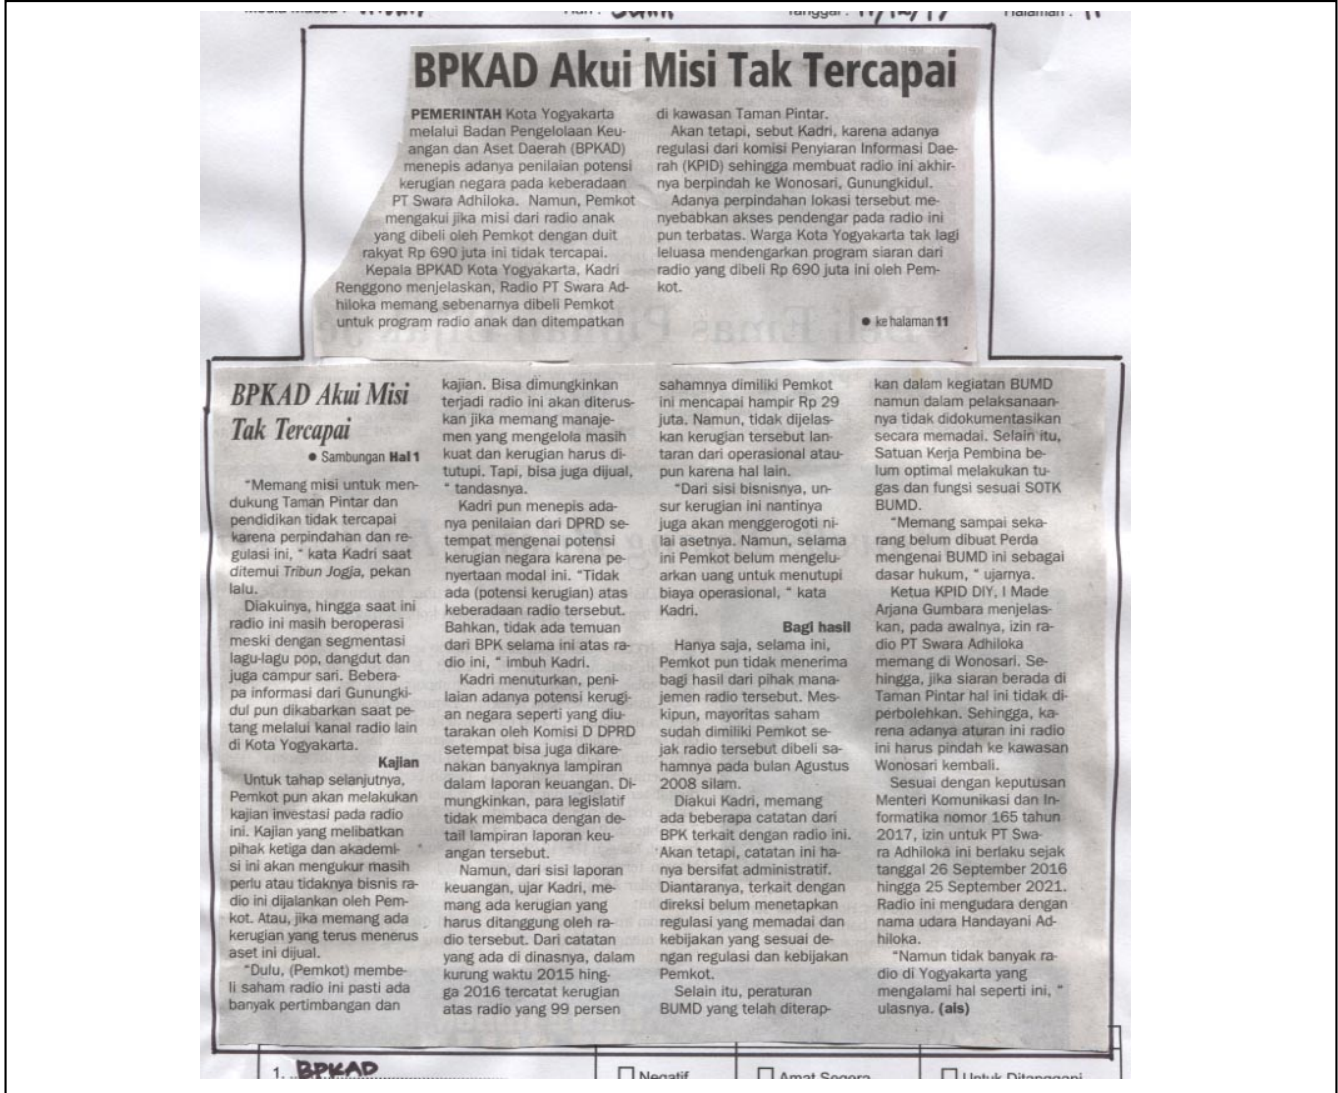 BPKAD Akui Misi Tak Tercapai
PEMERINTAH Kota Yogyakarta
melalui Badan Pengelolaan Keu-
angan dan Aset Daerah (BPKAD)
menepis adanya penilaian potensi
kerugian negara pada keberadaan
PT Swara Adhiloka. Namun, Pemkot
mengakui jika misi dari radio anak
yang dibeli oleh Pemkot dengan duit
rakyat Rp 690 juta ini tidak tercapai.
Kepala BPKAD Kota Yogyakarta, Kadri
Renggono menjelaskan, Radio PT Swara Ad-
hiloka memang sebenarnya dibeli Pemkot
untuk program radio anak dan ditempatkan
di kawasan Taman Pintar.
Akan tetapi, sebut Kadri, karena adanya
regulasi dari komisi Penyiaran Informasi Dae-
rah (KPID) sehingga membuat radio ini akhir-
nya berpindah ke Wonosari, Gunungkidul.
Adanya perpindahan lokasi tersebut me-
nyebabkan akses pendengar pada radio ini
pun terbatas. Warga Kota Yogyakarta tak lagi
leluasa mendengarkan program siaran dari
radio yang dibeli Rp 690 juta ini oleh Pem-
kot.
● ke halaman 11
BPKAD Akui Misi
Tak Tercapai
● Sambungan Hal 1
"Memang misi untuk men-
dukung Taman Pintar dan
pendidikan tidak tercapai
karena perpindahan dan re-
gulasi ini, " kata Kadri saat
ditemui Tribun Jogja, pekan
lalu.
Diakuinya, hingga saat ini
radio ini masih beroperasi
meski dengan segmentasi
lagu-lagu pop, dangdut dan
juga campur sari. Bebera-
pa informasi dari Gunungki-
dul pun dikabarkan saat pe-
tang melalui kanal radio lain
di Kota Yogyakarta.
Kajian
Untuk tahap selanjutnya,
Pemkot pun akan melakukan
kajian investasi pada radio
ini. Kajian yang melibatkan
pihak ketiga dan akademi-
si ini akan mengukur masih
perlu atau tidaknya bisnis ra-
dio ini dijalankan oleh Pem-
kot. Atau, jika memang ada
kerugian yang terus menerus
aset ini dijual.
"Dulu, (Pemkot) membe-
li saham radio ini pasti ada
banyak pertimbangan dan
kajian. Bisa dimungkinkan
terjadi radio ini akan diterus-
kan jika memang manaje-
men yang mengelola masih
kuat dan kerugian harus di-
tutupi. Tapi, bisa juga dijual,
" tandasnya.
Kadri pun menepis ada-
nya penilaian dari DPRD se-
tempat mengenai potensi
kerugian negara karena pe-
nyertaan modal ini. "Tidak
ada (potensi kerugian) atas
keberadaan radio tersebut.
Bahkan, tidak ada temuan
dari BPK selama ini atas ra-
dio ini, " imbuh Kadri.
Kadri menuturkan, peni-
laian adanya potensi kerugi-
an negara seperti yang diu-
tarakan oleh Komisi D DPRD
setempat bisa juga dikare-
nakan banyaknya lampiran
dalam laporan keuangan. Di-
mungkinkan, para legislatif
tidak membaca dengan de-
tail lampiran laporan keu-
angan tersebut.
Namun, dari sisi laporan
keuangan, ujar Kadri, me-
mang ada kerugian yang
harus ditanggung oleh ra-
dio tersebut. Dari catatan
yang ada di dinasnya, dalam
kurung waktu 2015 hing-
ga 2016 tercatat kerugian
atas radio yang 99 persen
sahamnya dimiliki Pemkot
ini mencapai hampir Rp 29
juta. Namun, tidak dijelas-
kan kerugian tersebut lan-
taran dari operasional atau-
pun karena hal lain.
"Dari sisi bisnisnya, un-
sur kerugian ini nantinya
juga akan menggerogoti ni-
lai asetnya. Namun, selama
ini Pemkot belum mengelu-
arkan uang untuk menutupi
biaya operasional, " kata
Kadri.
Bagi hasil
Hanya saja, selama ini,
Pemkot pun tidak menerima
bagi hasil dari pihak mana-
jemen radio tersebut. Mes-
kipun, mayoritas saham
sudah dimiliki Pemkot se-
jak radio tersebut dibeli sa-
hamnya pada bulan Agustus
2008 silam.
Diakui Kadri, memang
ada beberapa catatan dari
BPK terkait dengan radio ini.
Akan tetapi, catatan ini ha-
nya bersifat administratif.
Diantaranya, terkait dengan
direksi belum menetapkan
regulasi yang memadai dan
kebijakan yang sesuai de-
ngan regulasi dan kebijakan
Pemkot.
Selain itu, peraturan
BUMD yang telah diterap-
kan dalam kegiatan BUMD
namun dalam pelaksanaan-
nya tidak didokumentasikan
secara memadai. Selain itu,
Satuan Kerja Pembina be-
lum optimal melakukan tu-
gas dan fungsi sesuai SOTK
BUMD.
"Memang sampai seka-
rang belum dibuat Perda
mengenai BUMD ini sebagai
dasar hukum, " ujarnya.
Ketua KPID DIY, I Made
Arjana Gumbara menjelas-
kan, pada awalnya, izin ra-
dio PT Swara Adhiloka
memang di Wonosari. Se-
hingga, jika siaran berada di
Taman Pintar hal ini tidak di-
perbolehkan. Sehingga, ka-
rena adanya aturan ini radio
ini harus pindah ke kawasan
Wonosari kembali.
Sesuai dengan keputusan
Menteri Komunikasi dan In-
formatika nomor 165 tahun
2017, izin untuk PT Swa-
ra Adhiloka ini berlaku sejak
tanggal 26 September 2016
hingga 25 September 2021.
Radio ini mengudara dengan
nama udara Handayani Ad-
hiloka.
"Namun tidak banyak ra-
dio di Yogyakarta yang
mengalami hal seperti ini, "
ulasnya. (ais)
1. BPKAD
Negatif
Amat Segera
Untuk Ditanggapi